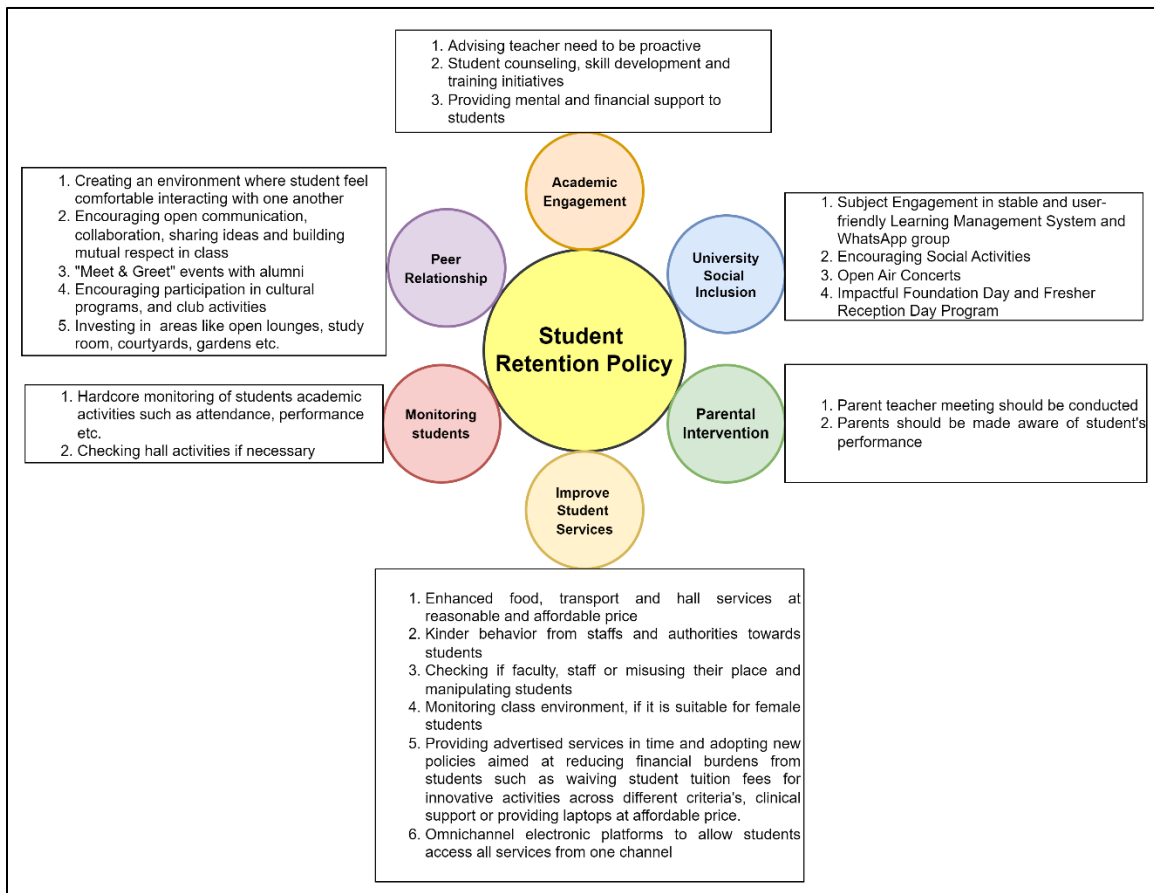 1. Advising teacher need to be proactive
2. Student counseling, skill development and
training initiatives
3. Providing mental and financial support to
students
Academic
Engagement
1. Creating an environment where student feel
comfortable interacting with one another
2. Encouraging open communication,
collaboration, sharing ideas and building
mutual respect in class
3. "Meet & Greet" events with alumni
4. Encouraging participation in cultural
programs, and club activities
5. Investing in areas like open lounges, study
room, courtyards, gardens etc.
Peer
Relationship
University
Social
Inclusion
1. Subject Engagement in stable and user-
friendly Learning Management System and
WhatsApp group
2. Encouraging Social Activities
3. Open Air Concerts
4. Impactful Foundation Day and Fresher
Reception Day Program
Student
Retention Policy
1. Hardcore monitoring of students academic
activities such as attendance, performance
etc.
2. Checking hall activities if necessary
Monitoring
students
Parental
Intervention
1. Parent teacher meeting should be conducted
2. Parents should be made aware of student's
performance
Improve
Student
Services
1. Enhanced food, transport and hall services at
reasonable and affordable price
2. Kinder behavior from staffs and authorities towards
students
3. Checking if faculty, staff or misusing their place and
manipulating students
4. Monitoring class environment, if it is suitable for female
students
5. Providing advertised services in time and adopting new
policies aimed at reducing financial burdens from
students such as waiving student tuition fees for
innovative activities across different criteria's, clinical
support or providing laptops at affordable price.
6. Omnichannel electronic platforms to allow students
access all services from one channel